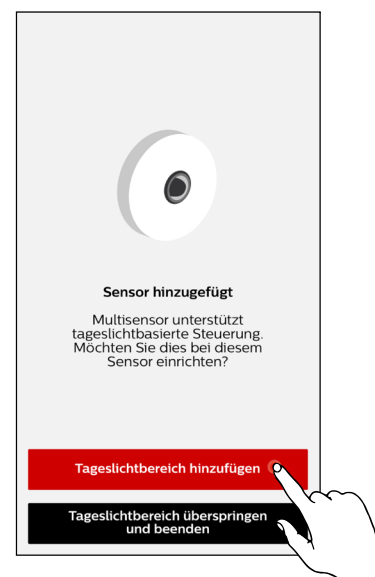 Sensor hinzugefügt
Multisensor unterstützt
tageslichtbasierte Steuerung.
Möchten Sie dies bei diesem
Sensor einrichten?
Tageslichtbereich hinzufügen
Tageslichtbereich überspringen
und beenden